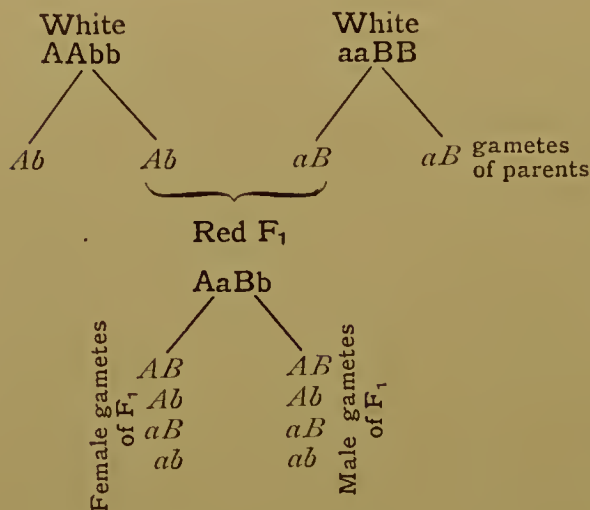 White
AAbb
White
aaBB
Ab
Ab
aB
aB
gametes
of parents
Red F₁
AaBb
Female gametes
of F₁
AB
Ab
aB
ab
AB
Ab
aB
ab
Male gametes
of F₁